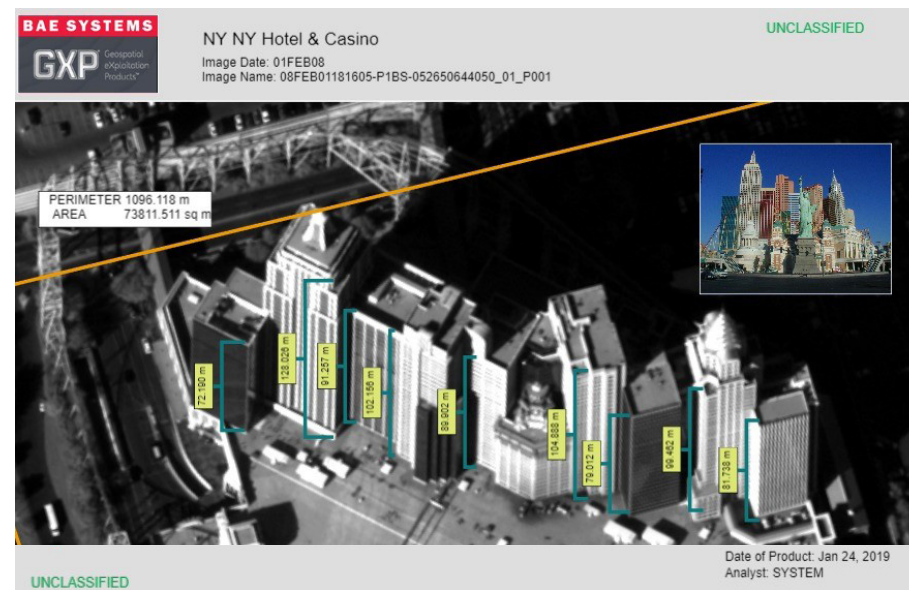 BAE SYSTEMS
GXP Geospatial
eXploitation
Products™
NY NY Hotel & Casino
Image Date: 01FEB08
Image Name: 08FEB01181605-P1BS-052650644050_01_P001
UNCLASSIFIED
PERIMETER 1096.118 m
AREA 73811.511 sq m
72.190 m
128.026 m
91.257 m
102.156 m
89.902 m
104.888 m
79.012 m
99.462 m
81.738 m
Date of Product: Jan 24, 2019
Analyst: SYSTEM
UNCLASSIFIED